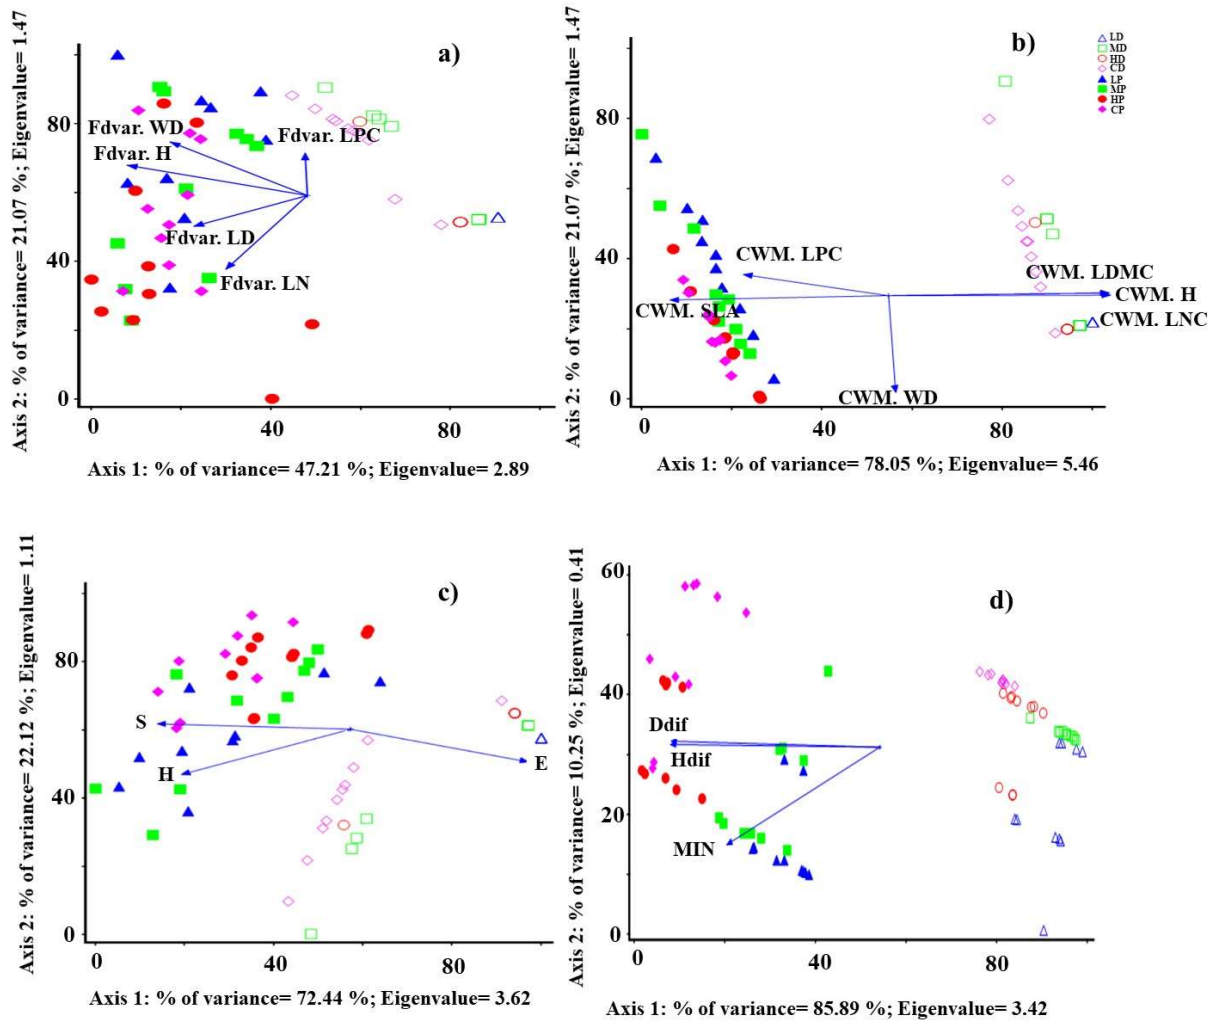 a)
Axis 2: % of variance= 21.07 %; Eigenvalue= 1.47
80
40
0
Fdvar. WD
Fdvar. LPC
Fdvar. H
Fdvar. LD
Fdvar. LN
0 40 80
Axis 1: % of variance= 47.21 %; Eigenvalue= 2.89
b)
LD
MD
HD
CD
LP
MP
HP
CP
Axis 2: % of variance= 21.07 %; Eigenvalue= 1.47
80
40
0
CWM. LPC
CWM. LDMC
CWM. H
CWM. SLA
CWM. LNC
CWM. WD
0 40 80
Axis 1: % of variance= 78.05 %; Eigenvalue= 5.46
c)
Axis 2: % of variance= 22.12 %; Eigenvalue= 1.11
80
40
0
S
H
E
0 40 80
Axis 1: % of variance= 72.44 %; Eigenvalue= 3.62
d)
Axis 2: % of variance= 10.25 %; Eigenvalue= 0.41
60
40
20
0
Ddif
Hdif
MIN
0 40 80
Axis 1: % of variance= 85.89 %; Eigenvalue= 3.42